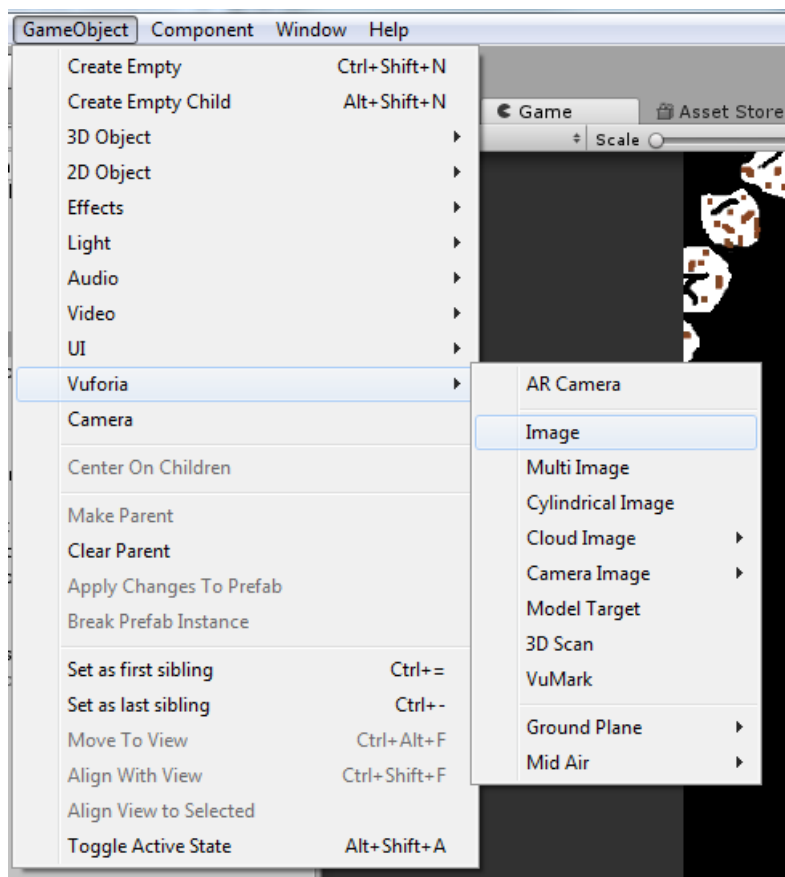 GameObject Component Window Help
Create Empty Ctrl+Shift+N
Create Empty Child Alt+Shift+N
3D Object
2D Object
Effects
Light
Audio
Video
UI
Vuforia
Camera
Center On Children
Make Parent
Clear Parent
Apply Changes To Prefab
Break Prefab Instance
Set as first sibling Ctrl+=
Set as last sibling Ctrl+-
Move To View Ctrl+Alt+F
Align With View Ctrl+Shift+F
Align View to Selected
Toggle Active State Alt+Shift+A
Game Asset Store
Scale
AR Camera
Image
Multi Image
Cylindrical Image
Cloud Image
Camera Image
Model Target
3D Scan
VuMark
Ground Plane
Mid Air